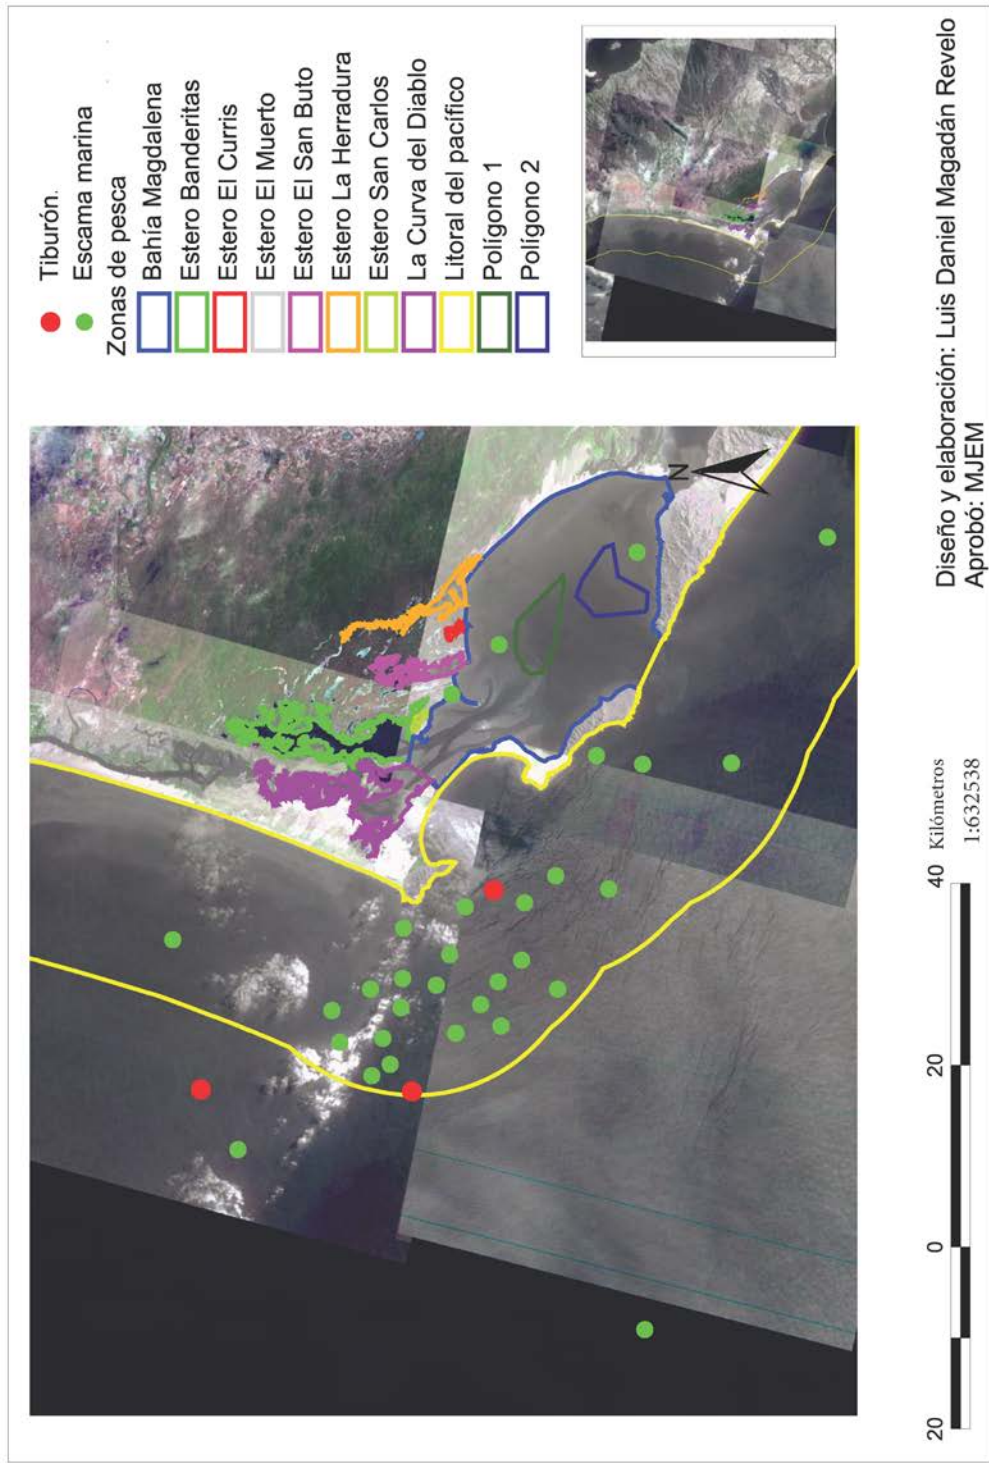 Tiburón.
Escama marina
Zonas de pesca
Bahía Magdalena
Estero Banderitas
Estero El Curris
Estero El Muerto
Estero El San Buto
Estero La Herradura
Estero San Carlos
La Curva del Diablo
Litoral del pacífico
Polígono 1
Polígono 2
N
20 0 20 40 Kilómetros
1:632538
Diseño y elaboración: Luis Daniel Magadán Revelo
Aprobó: MJEM